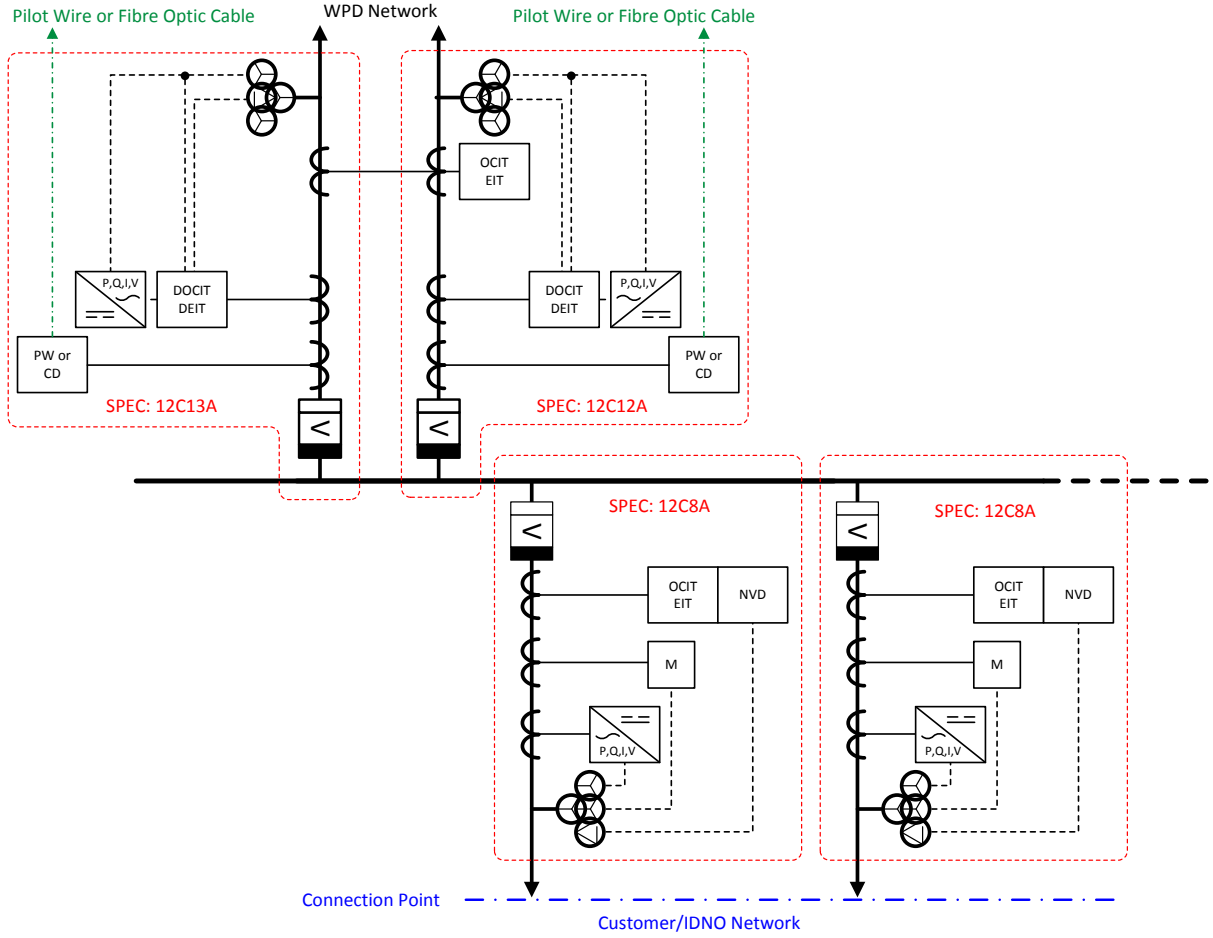 Pilot Wire or Fibre Optic Cable
WPD Network
Pilot Wire or Fibre Optic Cable
OCIT
EIT
P,Q,I,V
DOCIT
DEIT
DOCIT
DEIT
P,Q,I,V
PW or
CD
PW or
CD
SPEC: 12C13A
SPEC: 12C12A
SPEC: 12C8A
SPEC: 12C8A
OCIT
EIT
NVD
OCIT
EIT
NVD
M
M
P,Q,I,V
P,Q,I,V
Connection Point
Customer/IDNO Network